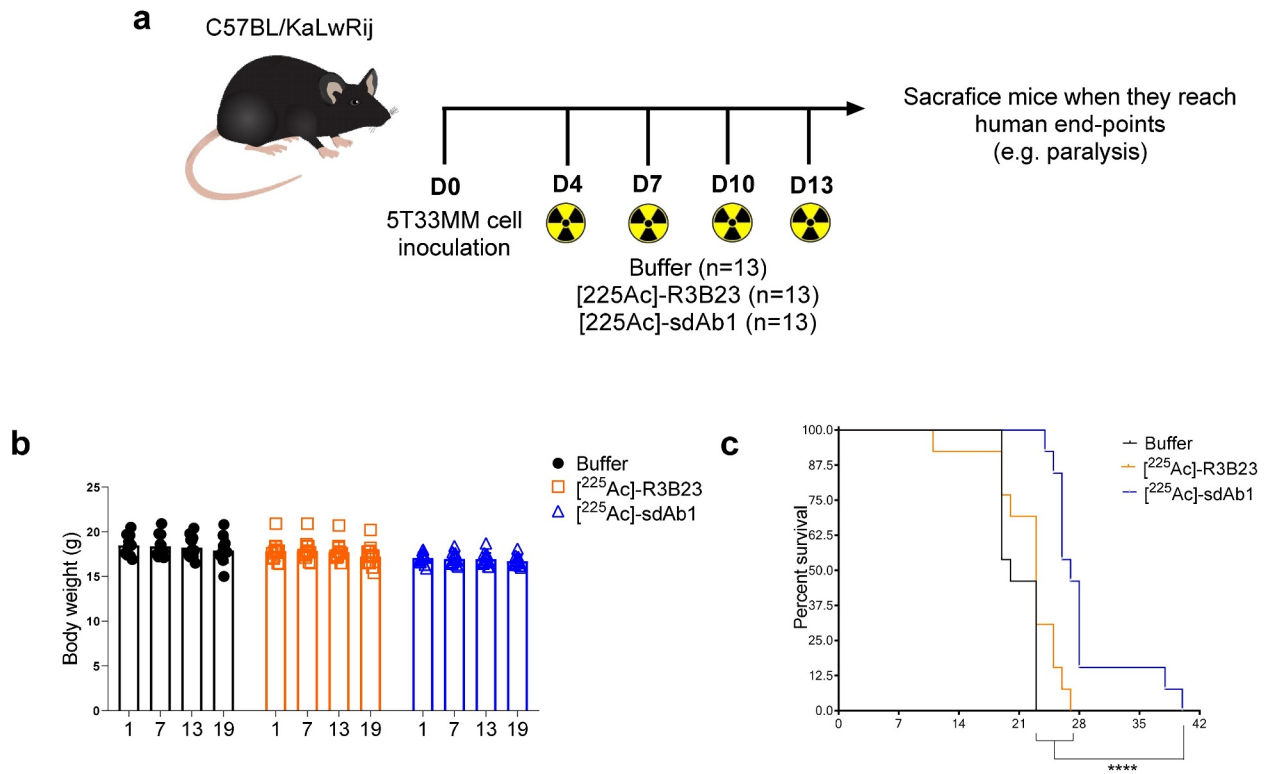 a
C57BL/KaLwRij
D0
D4
D7
D10
D13
5T33MM cell
inoculation
Buffer (n=13)
[225Ac]-R3B23 (n=13)
[225Ac]-sdAb1 (n=13)
Sacrafice mice when they reach
human end-points
(e.g. paralysis)
b
Body weight (g)
25
20
15
10
5
0
1 7 13 19
1 7 13 19
1 7 13 19
Buffer
[²²⁵Ac]-R3B23
[²²⁵Ac]-sdAb1
c
Percent survival
100.0
87.5
75.0
62.5
50.0
37.5
25.0
12.5
0.0
0 7 14 21 28 35 42
Buffer
[²²⁵Ac]-R3B23
[²²⁵Ac]-sdAb1
****